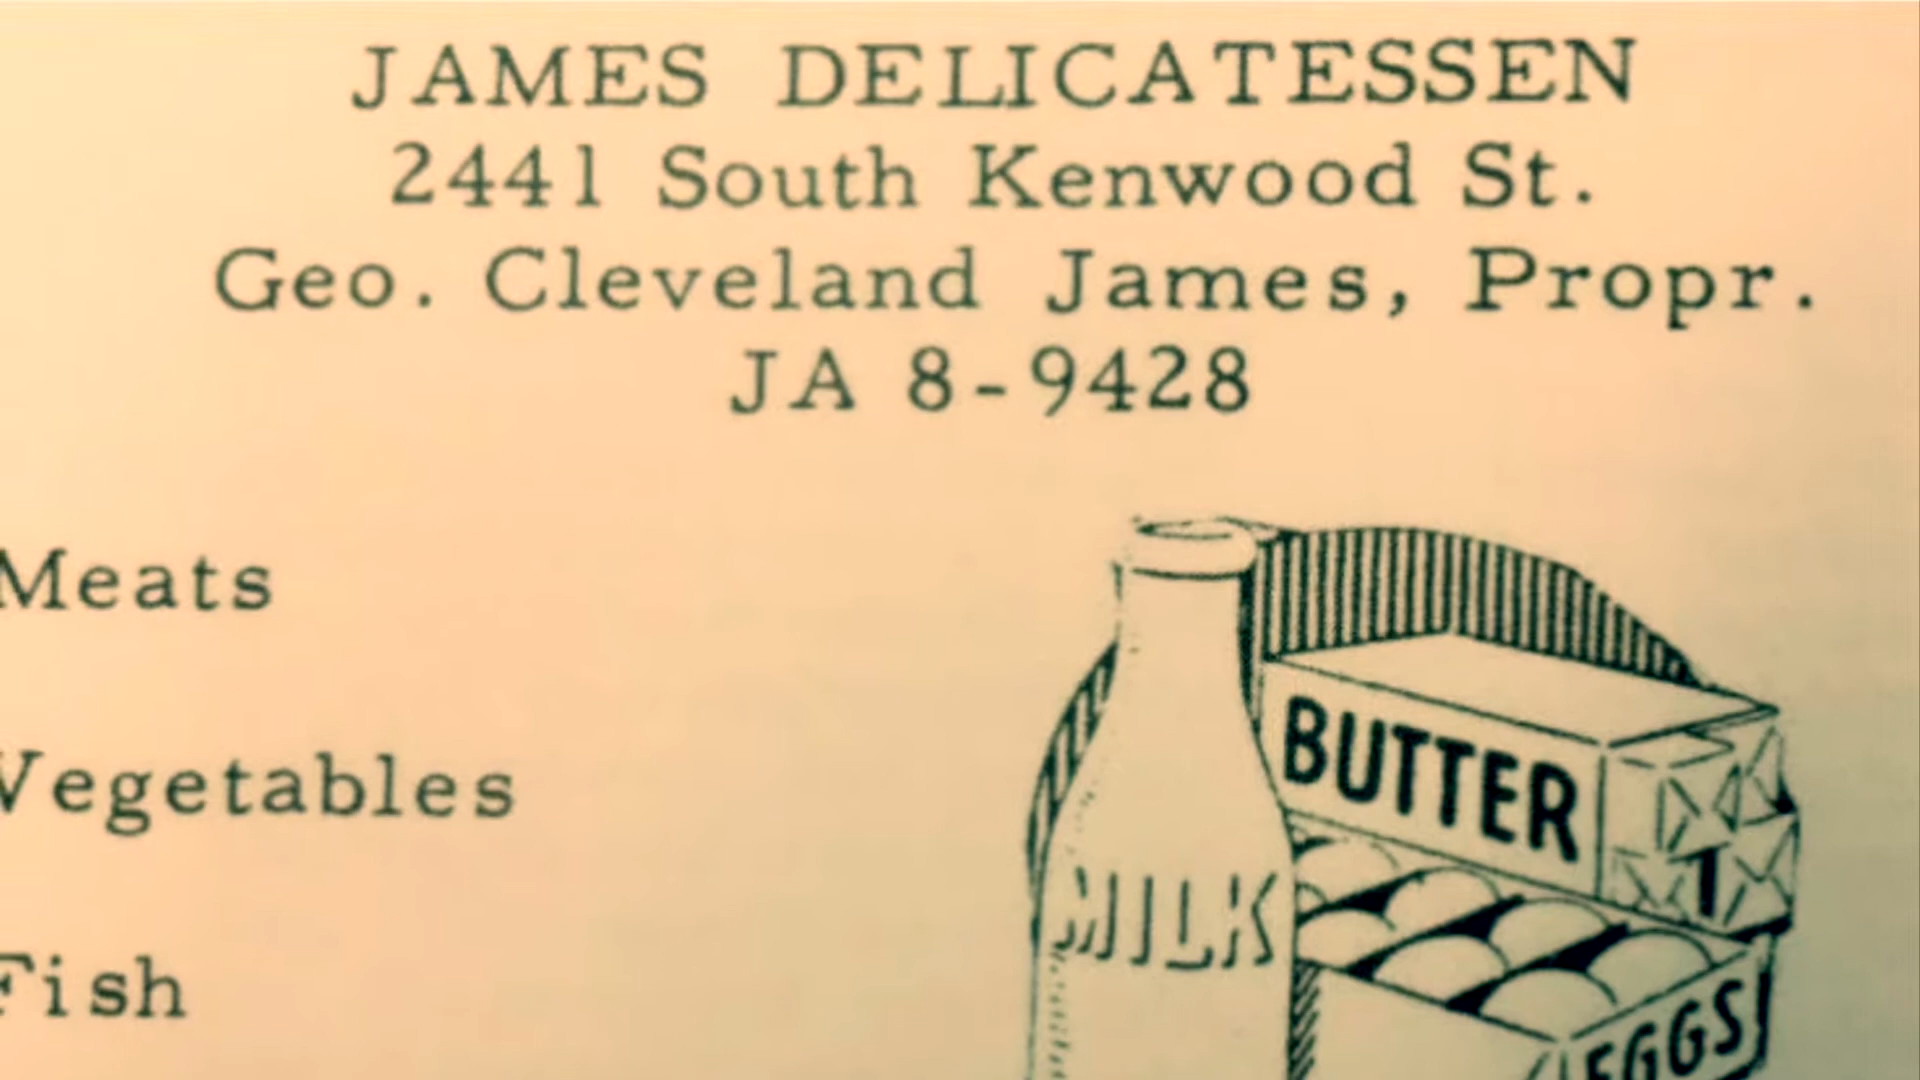 JAMES DELICATESSEN
2441 South Kenwood St.
Geo. Cleveland James, Propr.
JA 8-9428
Meats
BUTTER
1
Vegetables
MILK
Fish
EGGS